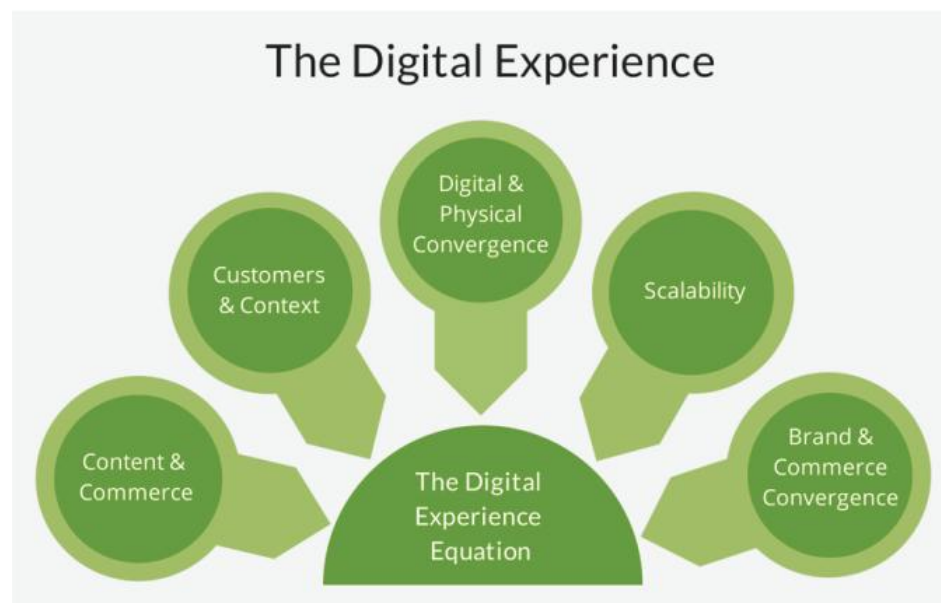 The Digital Experience
Digital &
Physical
Convergence
Customers
& Context
Scalability
Content &
Commerce
Brand &
Commerce
Convergence
The Digital
Experience
Equation